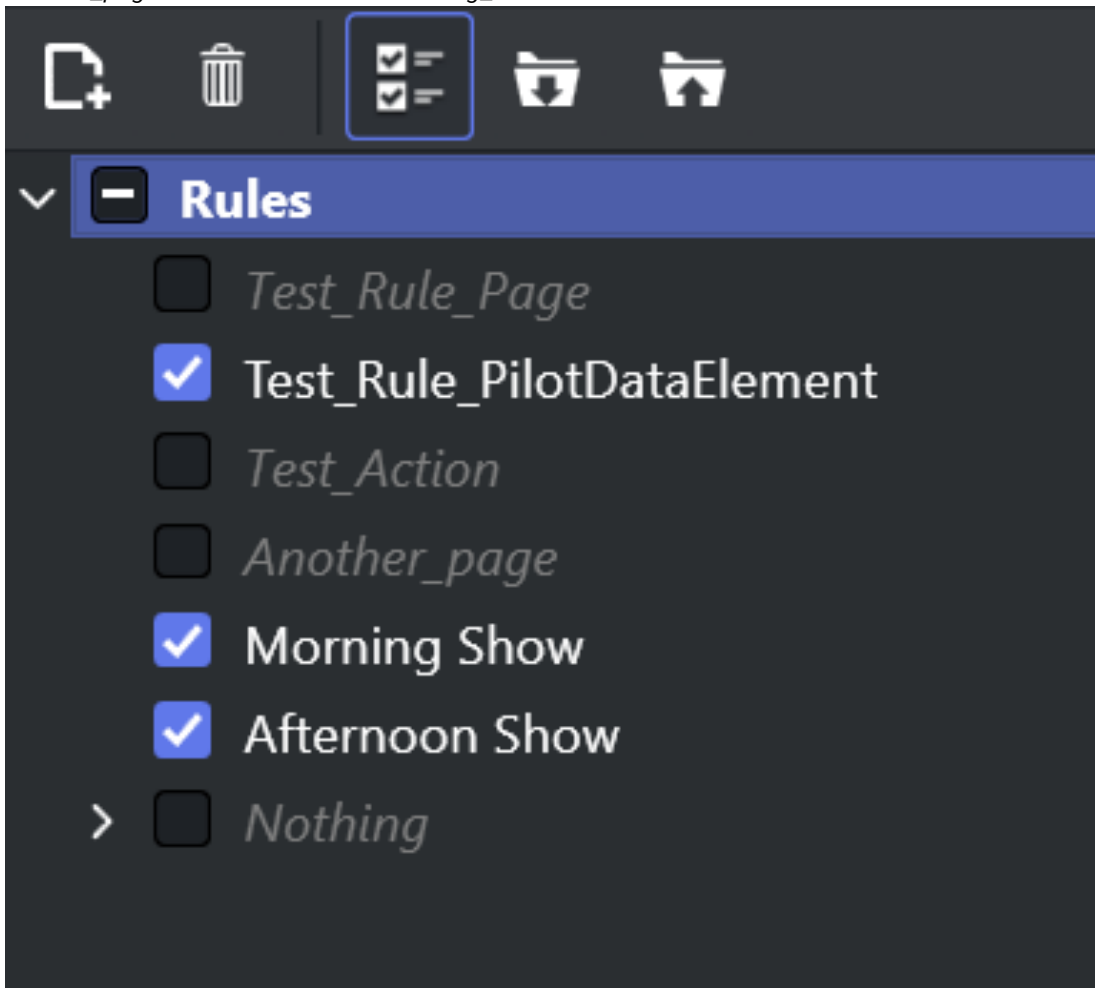 Rules
Test_Rule_Page
Test_Rule_PilotDataElement
Test_Action
Another_page
Morning Show
Afternoon Show
Nothing